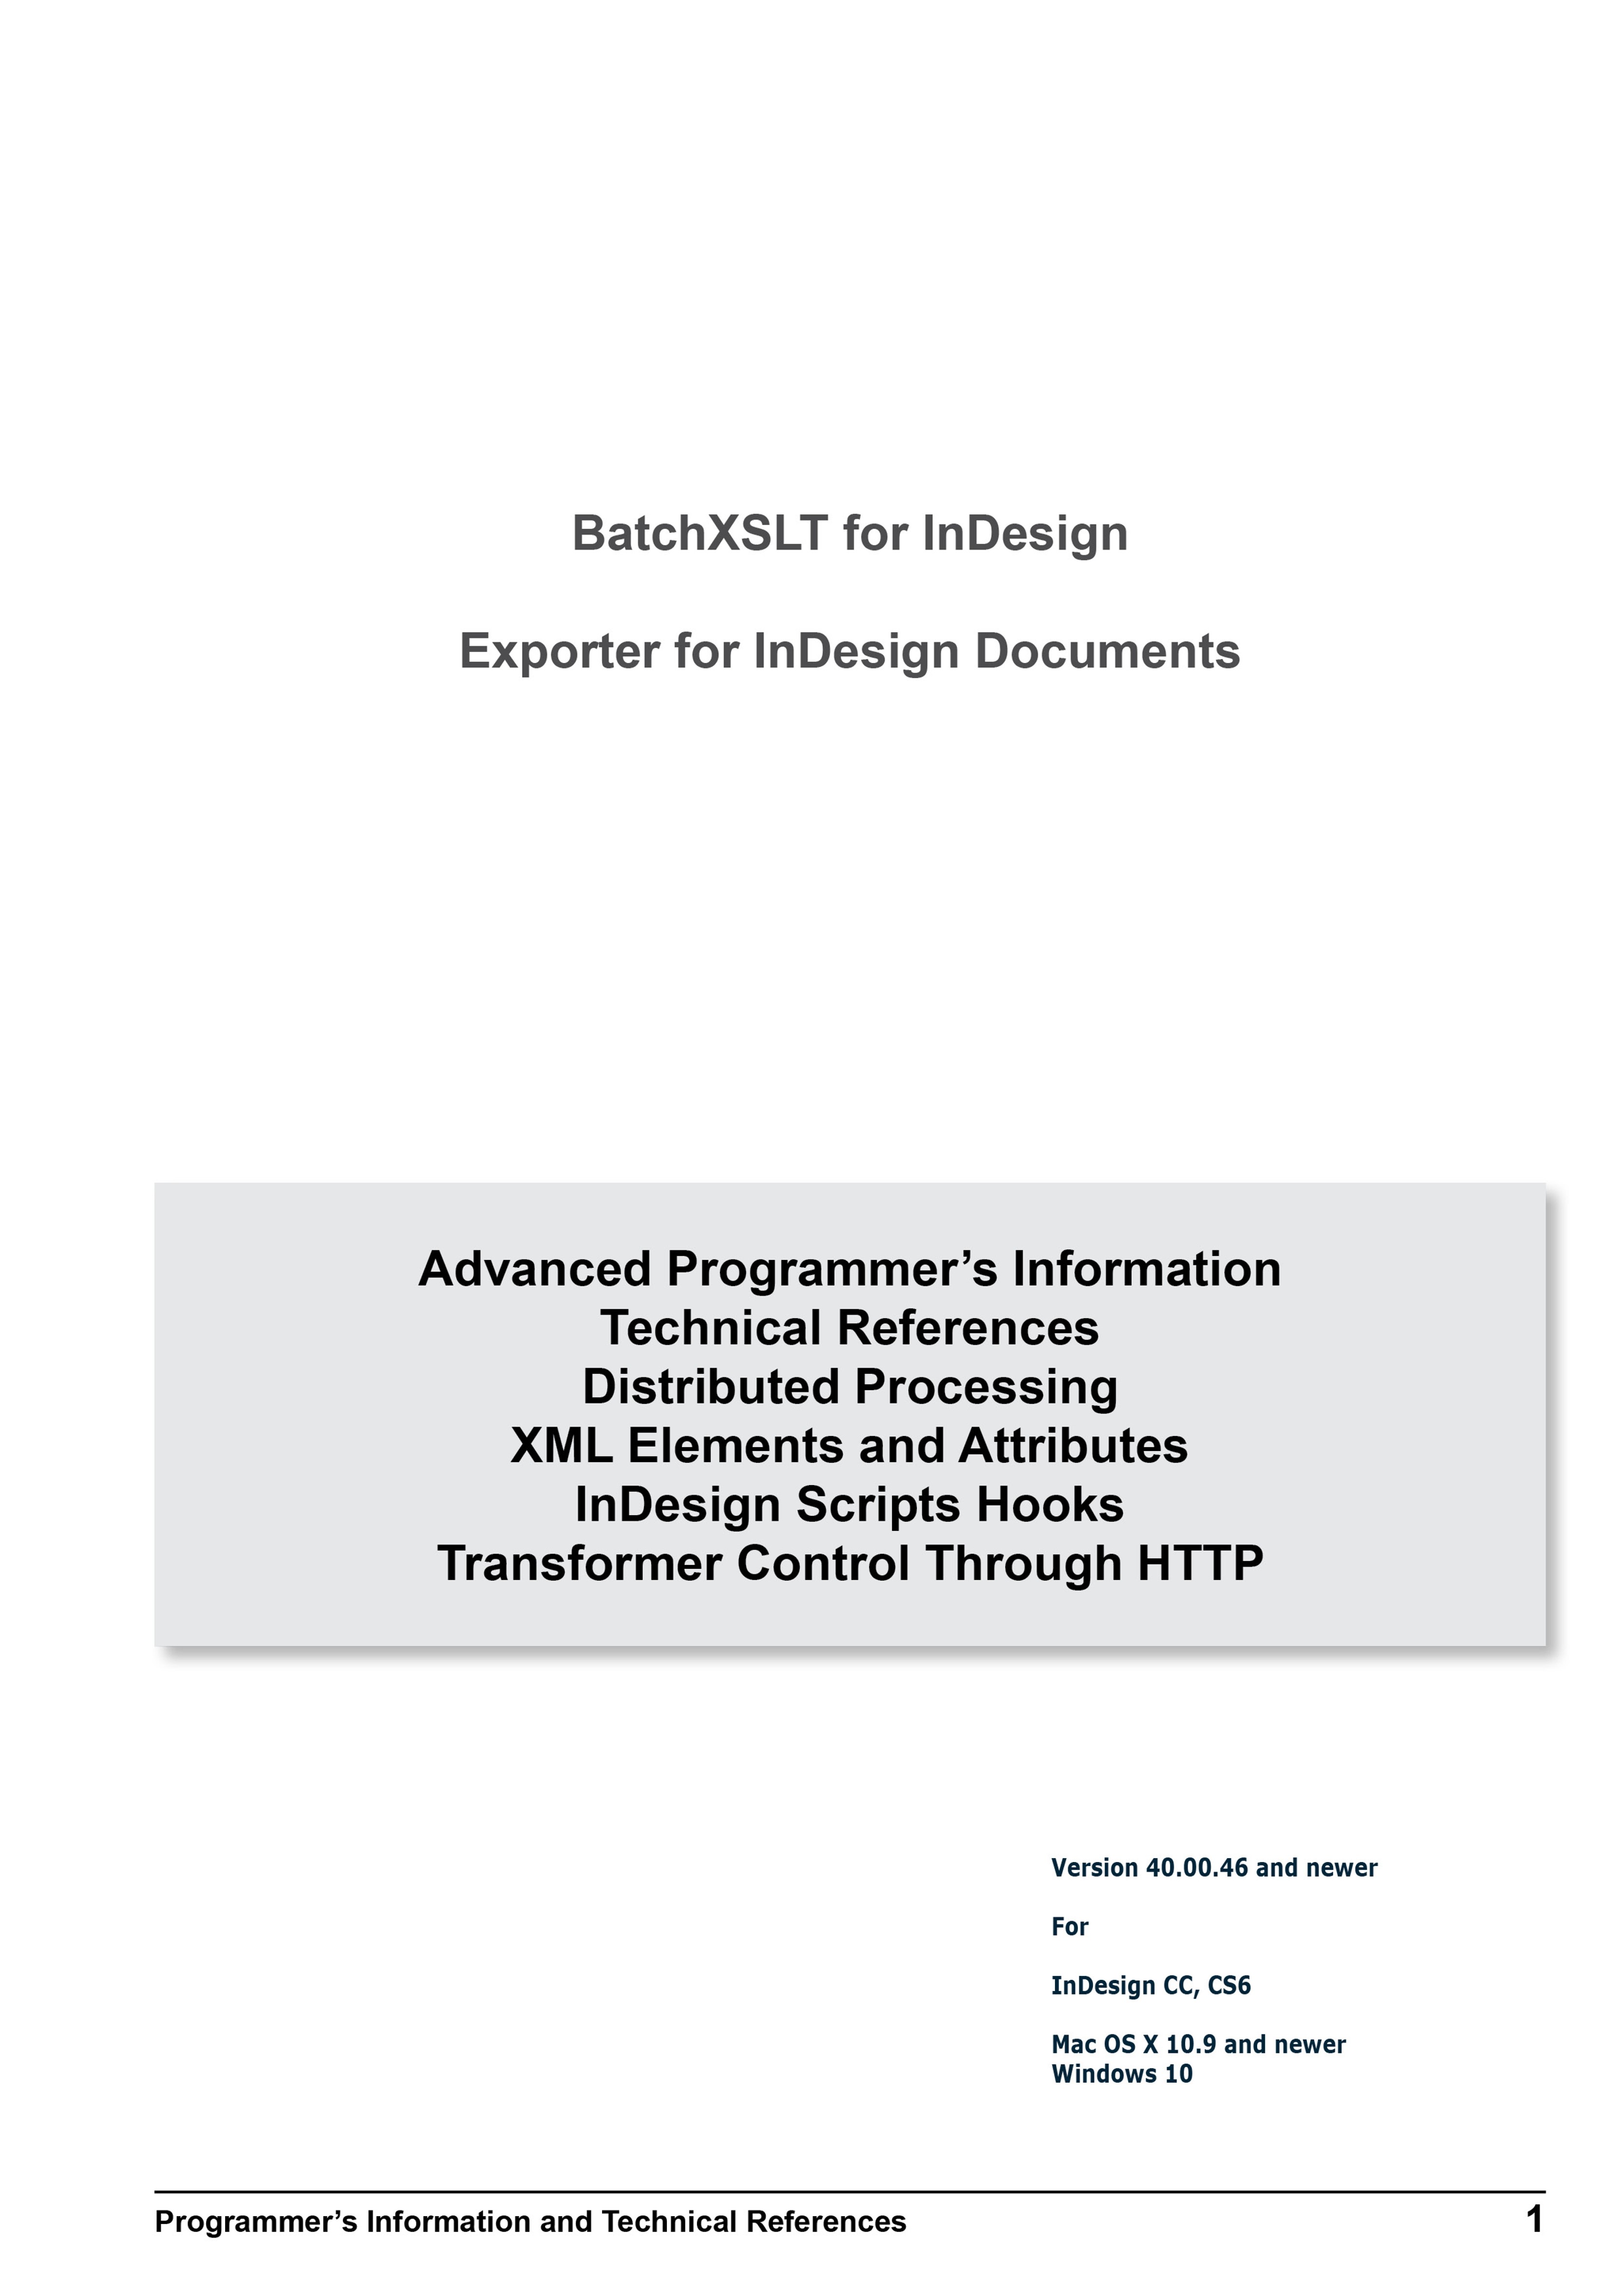 BatchXSLT for InDesign
Exporter for InDesign Documents
Advanced Programmer’s Information
Technical References
Distributed Processing
XML Elements and Attributes
InDesign Scripts Hooks
Transformer Control Through HTTP
Version 40.00.46 and newer
For
InDesign CC, CS6
Mac OS X 10.9 and newer
Windows 10
Programmer’s Information and Technical References 1